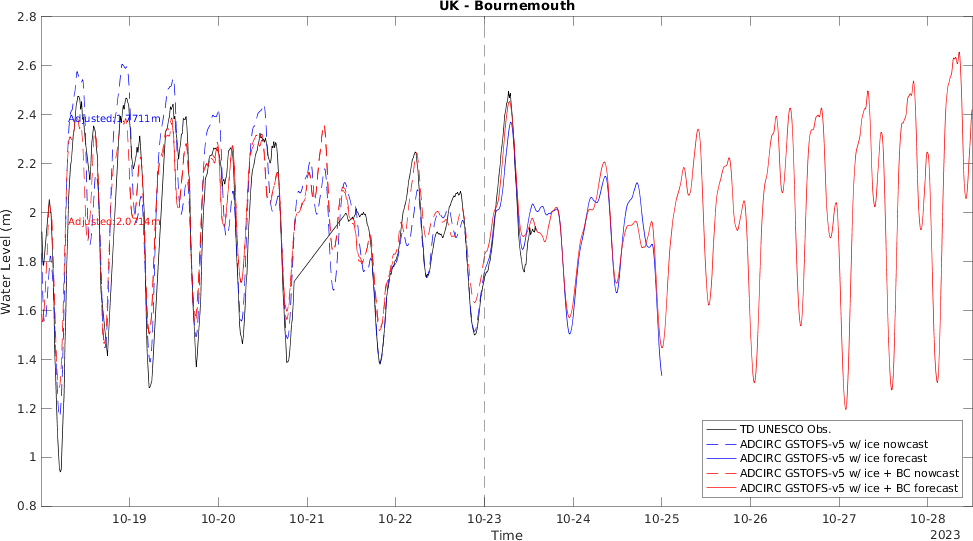 UK - Bournemouth
2.8
2.6
2.4
2.2
2
1.8
1.6
1.4
1.2
1
0.8
Water Level (m)
Adjusted:1.7711m
Adjusted:2.0714m
TD UNESCO Obs.
ADCIRC GSTOFS-v5 w/ ice nowcast
ADCIRC GSTOFS-v5 w/ ice forecast
ADCIRC GSTOFS-v5 w/ ice + BC nowcast
ADCIRC GSTOFS-v5 w/ ice + BC forecast
10-19 10-20 10-21 10-22 10-23 10-24 10-25 10-26 10-27 10-28
2023
Time